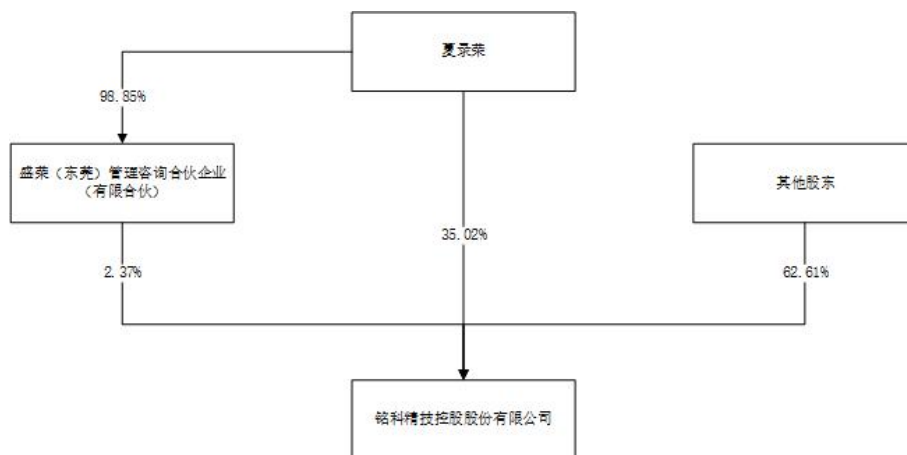 夏录荣
98.85%
盛荣（东莞）管理咨询合伙企业
（有限合伙）
其他股东
2.37%
35.02%
62.61%
铭科精技控股股份有限公司